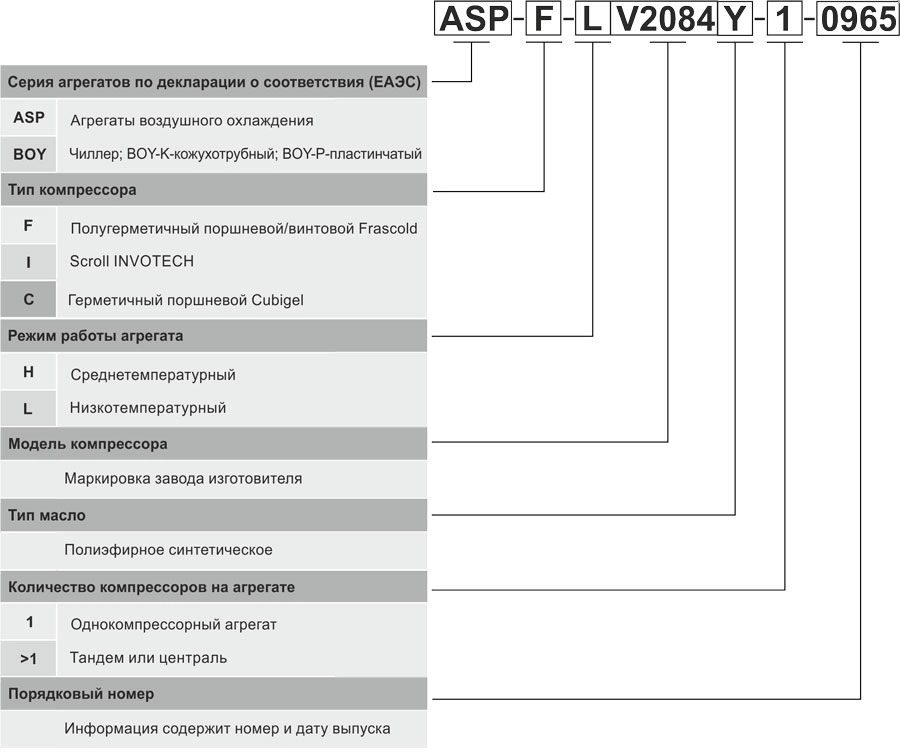 ASP-F-L V2084 Y-1-0965
Серия агрегатов по декларации о соответствия (ЕАЭС)
ASP Агрегаты воздушного охлаждения
BOY Чиллер; BOY-K-кожухотрубный; BOY-P-пластинчатый
Тип компрессора
F Полугерметичный поршневой/винтовой Frascold
I Scroll INVOTECH
C Герметичный поршневой Cubigel
Режим работы агрегата
H Среднетемпературный
L Низкотемпературный
Модель компрессора
Маркировка завода изготовителя
Тип масло
Полиэфирное синтетическое
Количество компрессоров на агрегате
1 Однокомпрессорный агрегат
>1 Тандем или централь
Порядковый номер
Информация содержит номер и дату выпуска